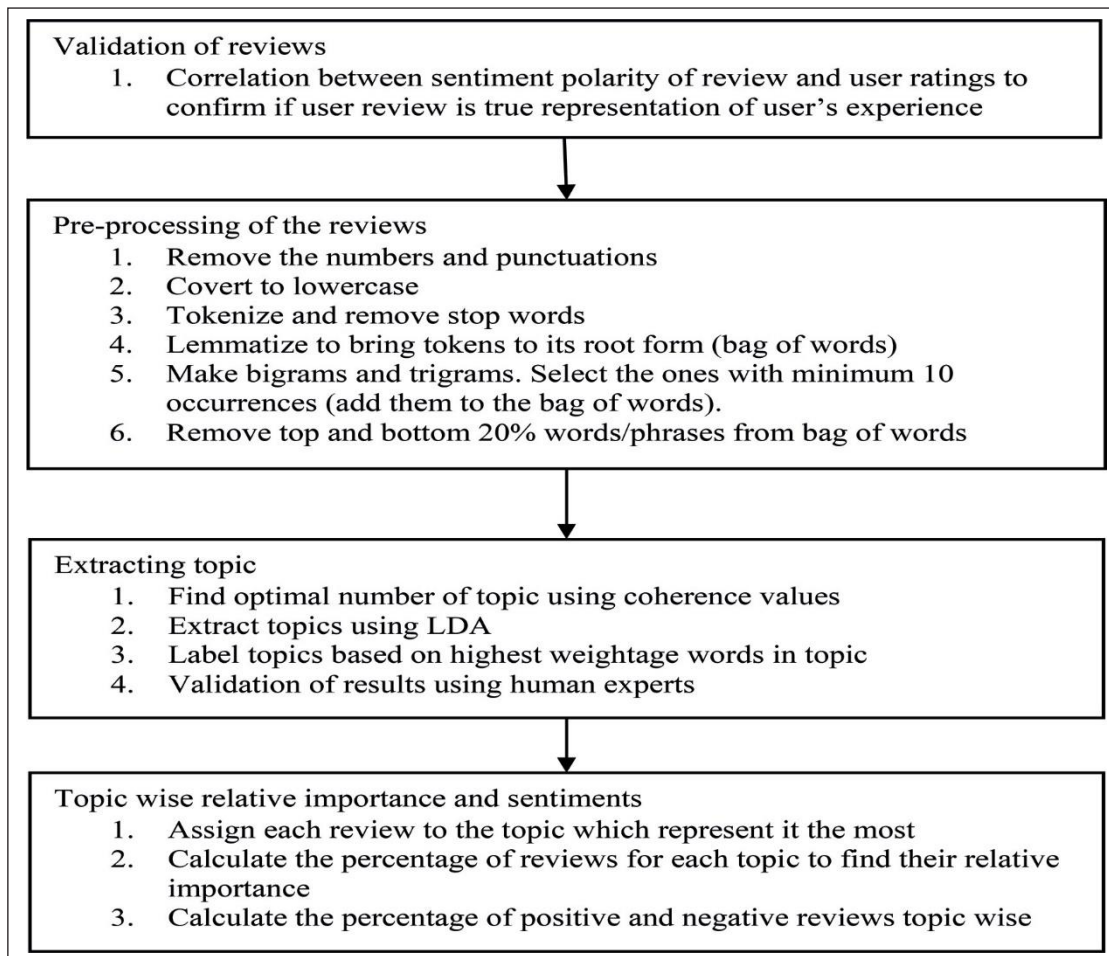 Validation of reviews
1. Correlation between sentiment polarity of review and user ratings to
confirm if user review is true representation of user's experience
Pre-processing of the reviews
1. Remove the numbers and punctuations
2. Covert to lowercase
3. Tokenize and remove stop words
4. Lemmatize to bring tokens to its root form (bag of words)
5. Make bigrams and trigrams. Select the ones with minimum 10
occurrences (add them to the bag of words).
6. Remove top and bottom 20% words/phrases from bag of words
Extracting topic
1. Find optimal number of topic using coherence values
2. Extract topics using LDA
3. Label topics based on highest weightage words in topic
4. Validation of results using human experts
Topic wise relative importance and sentiments
1. Assign each review to the topic which represent it the most
2. Calculate the percentage of reviews for each topic to find their relative
importance
3. Calculate the percentage of positive and negative reviews topic wise